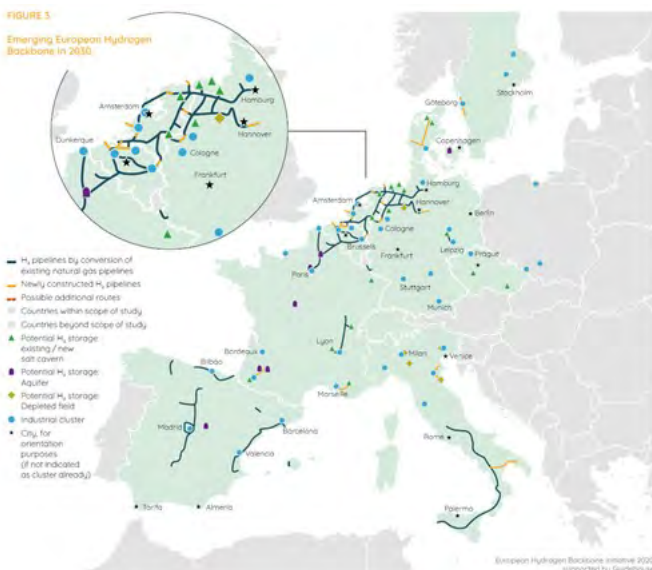 FIGURE 3
Emerging European Hydrogen
Backbone in 2030
Amsterdam
Hamburg
Hannover
Dunkerque
Cologne
Frankfurt
Stockholm
Göteborg
Copenhagen
Amsterdam
Hamburg
Hannover
Berlin
Cologne
Brussels
Leipzig
Frankfurt
Prague
Paris
Stuttgart
Munich
Lyon
Bordeaux
Milan
Venice
Bilbao
Marseille
Madrid
Barcelona
Valencia
Rome
Tarifa
Almeria
Palermo
H₂ pipelines by conversion of
existing natural gas pipelines
Newly constructed H₂ pipelines
Possible additional routes
Countries within scope of study
Countries beyond scope of study
Potential H₂ storage:
existing / new
salt cavern
Potential H₂ storage:
Aquifer
Potential H₂ storage:
Depleted field
Industrial cluster
City, for
orientation
purposes
(if not indicated
as cluster already)
European Hydrogen Backbone initiative 2020
supported by Guidehouse